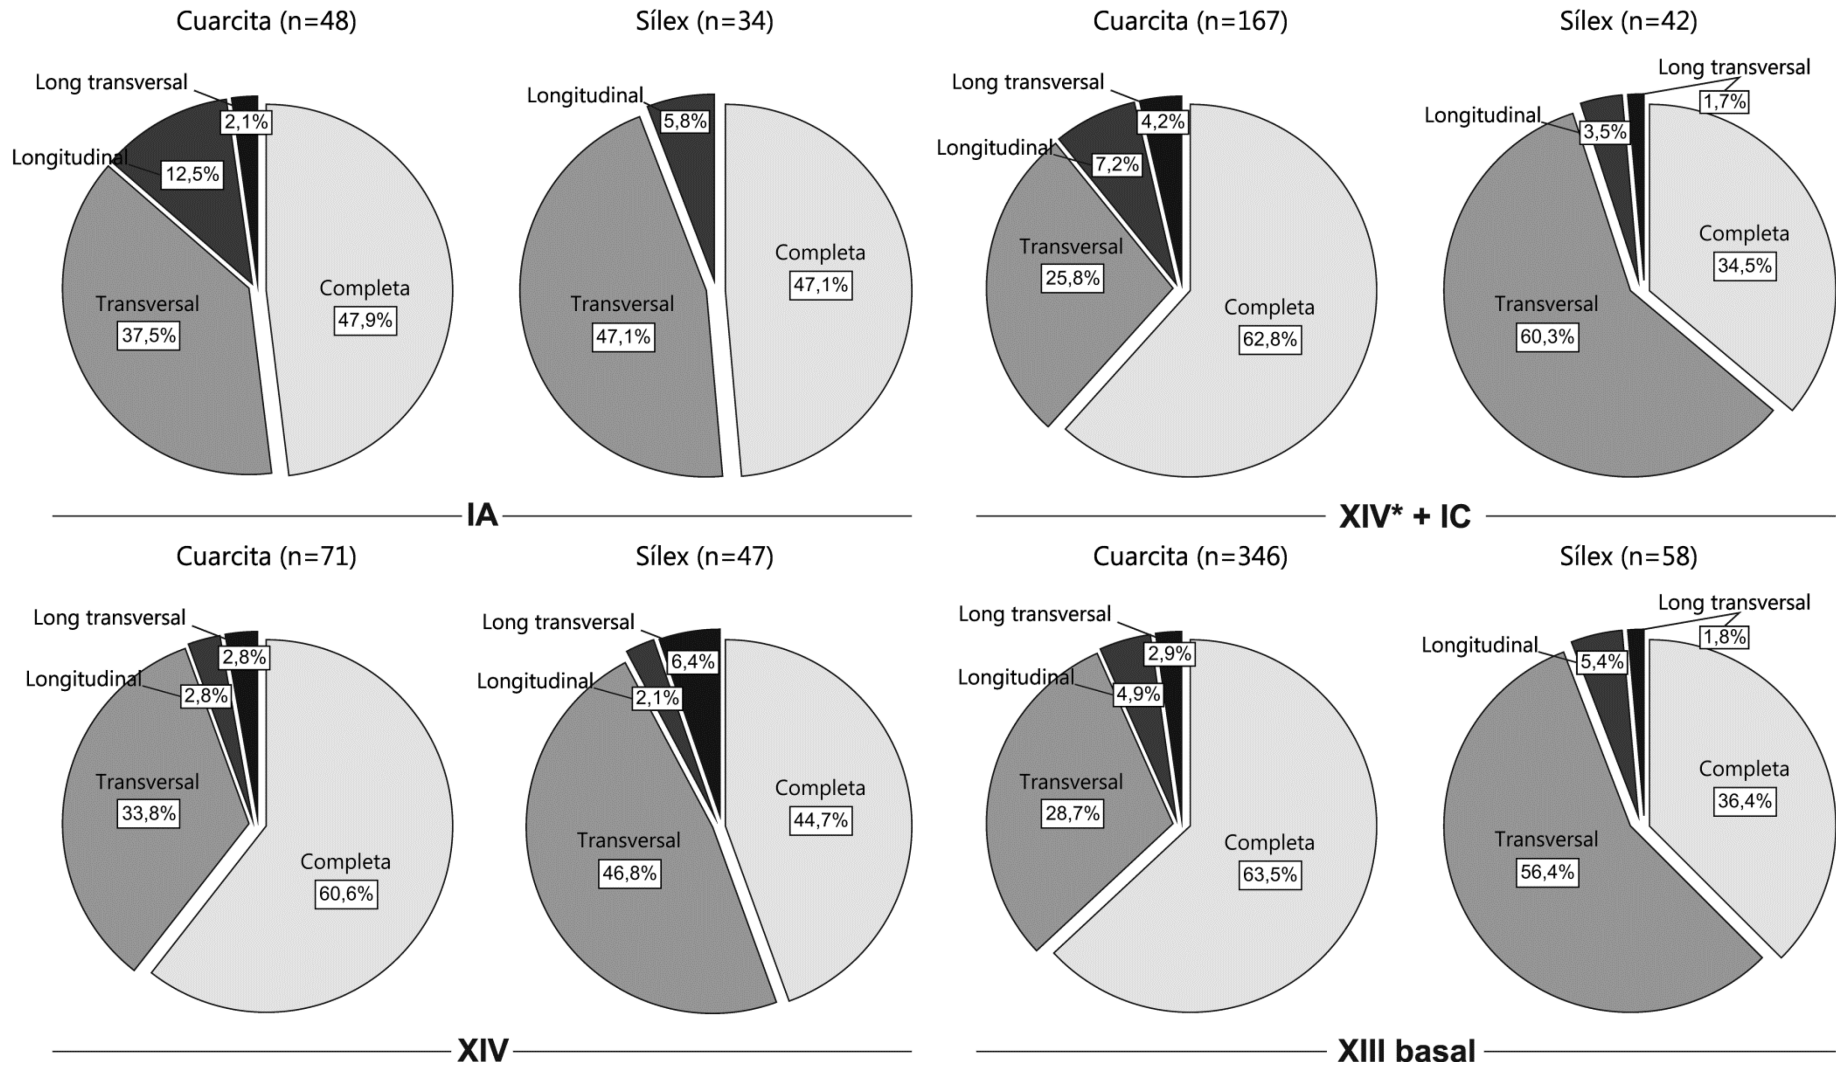 Cuarcita (n=48)
Long transversal
2,1%
Longitudinal
12,5%
Transversal
37,5%
Completa
47,9%
Sílex (n=34)
Longitudinal
5,8%
Transversal
47,1%
Completa
47,1%
IA
Cuarcita (n=167)
Long transversal
4,2%
Longitudinal
7,2%
Transversal
25,8%
Completa
62,8%
Sílex (n=42)
Long transversal
1,7%
Longitudinal
3,5%
Transversal
60,3%
Completa
34,5%
XIV* + IC
Cuarcita (n=71)
Long transversal
2,8%
Longitudinal
2,8%
Transversal
33,8%
Completa
60,6%
Sílex (n=47)
Long transversal
6,4%
Longitudinal
2,1%
Transversal
46,8%
Completa
44,7%
XIV
Cuarcita (n=346)
Long transversal
2,9%
Longitudinal
4,9%
Transversal
28,7%
Completa
63,5%
Sílex (n=58)
Long transversal
1,8%
Longitudinal
5,4%
Transversal
56,4%
Completa
36,4%
XIII basal